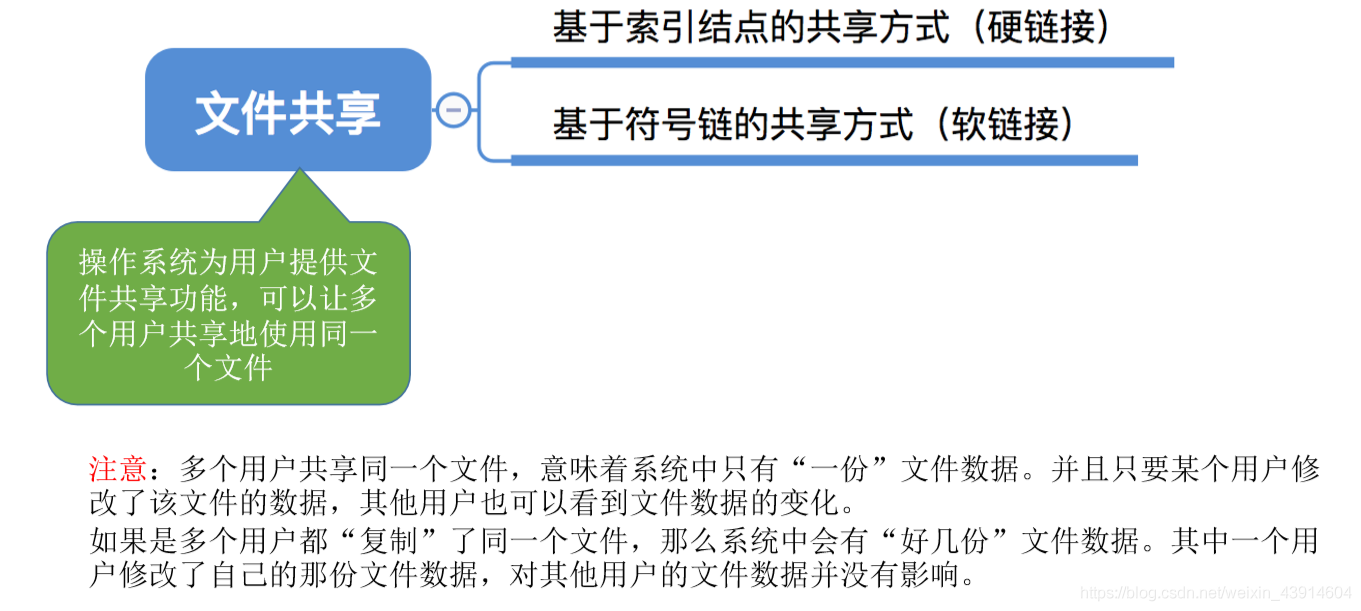 基于索引结点的共享方式（硬链接）
文件共享
基于符号链的共享方式（软链接）
操作系统为用户提供文
件共享功能，可以让多
个用户共享地使用同一
个文件
注意：多个用户共享同一个文件，意味着系统中只有“一份”文件数据。并且只要某个用户修
改了该文件的数据，其他用户也可以看到文件数据的变化。
如果是多个用户都“复制”了同一个文件，那么系统中会有“好几份”文件数据。其中一个用
户修改了自己的那份文件数据，对其他用户的文件数据并没有影响。
https://blog.csdn.net/weixin_43914604